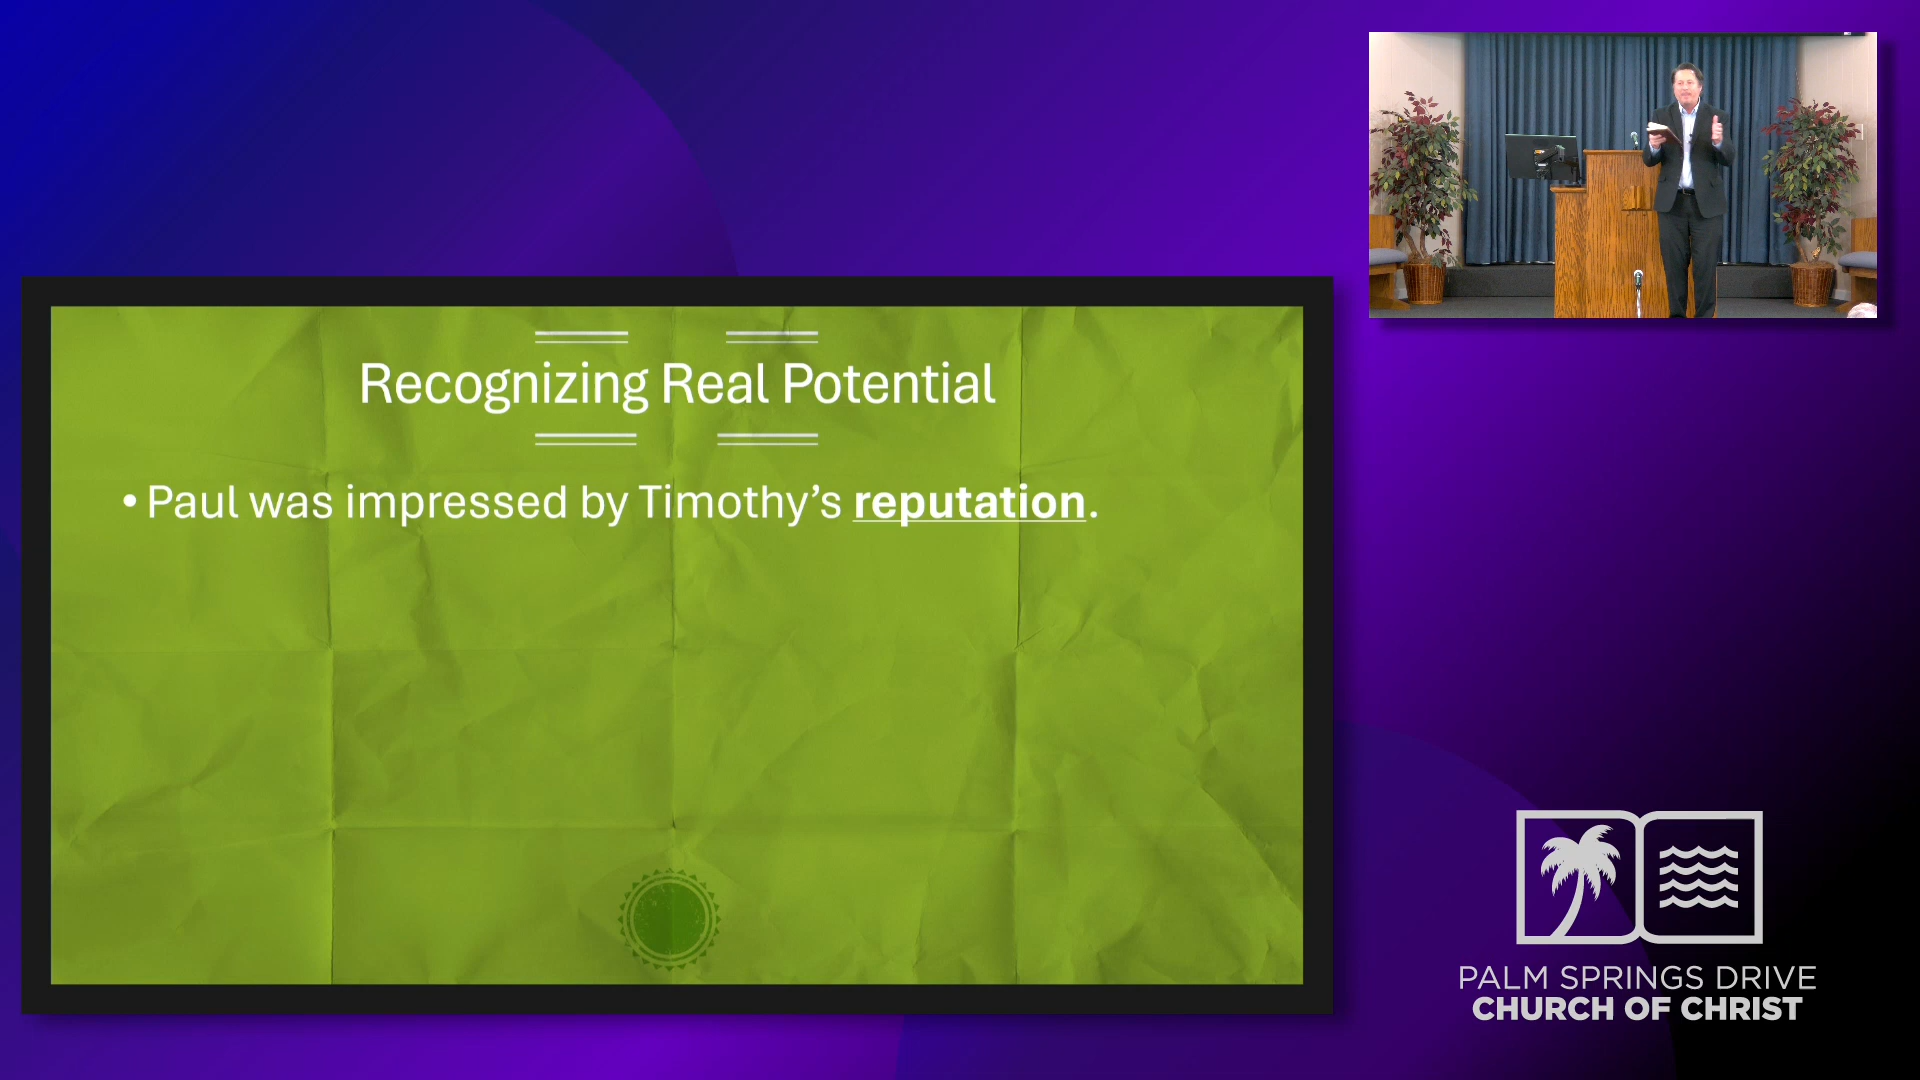 Recognizing Real Potential
• Paul was impressed by Timothy’s reputation.
PALM SPRINGS DRIVE
CHURCH OF CHRIST